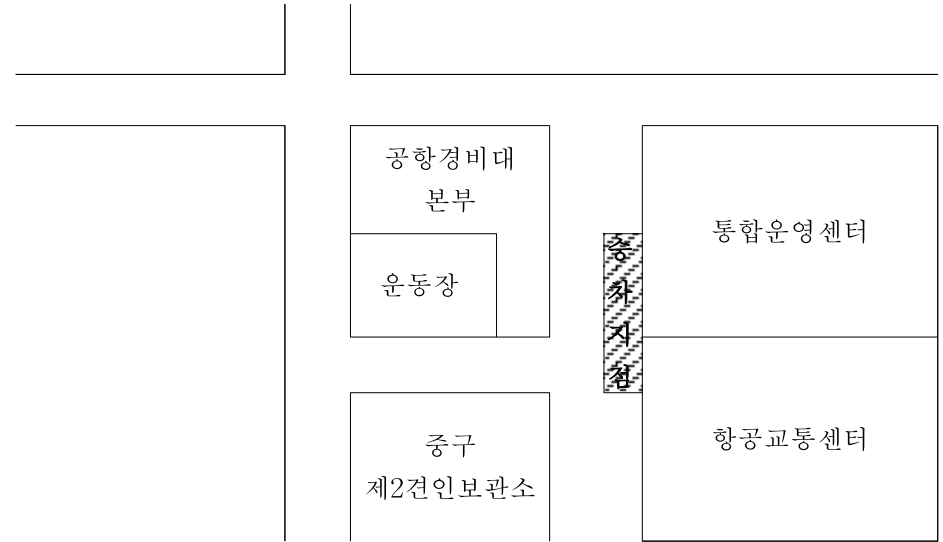 공항경비대
본부
통합운영센터
운동장
승
차
지
점
중구
제2견인보관소
항공교통센터